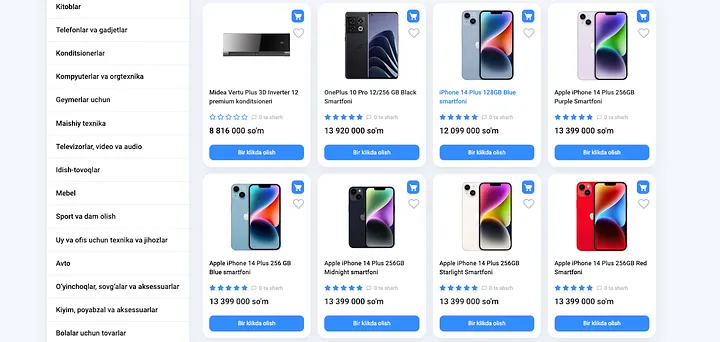 Kitoblar
Telefonlar va gadjetlar
Konditsionerlar
Kompyuterlar va orgtexnika
Geymerlar uchun
Maishiy texnika
Televizorlar, video va audio
Idish-tovoqlar
Mebel
Sport va dam olish
Uy va ofis uchun texnika va jihozlar
Avto
O'yinchoqlar, sovg'alar va aksessuarlar
Kiyim, poyabzal va aksessuarlar
Bolalar uchun tovarlar
Midea Vertu Plus 3D Inverter 12
premium konditsioneri
0 ta sharh
8 816 000 so'm
Bir klikda olish
OnePlus 10 Pro 12/256 GB Black
Smartfoni
0 ta sharh
13 920 000 so'm
Bir klikda olish
iPhone 14 Plus 128GB Blue
smartfoni
0 ta sharh
12 099 000 so'm
Bir klikda olish
Apple iPhone 14 Plus 256GB
Purple Smartfoni
0 ta sharh
13 399 000 so'm
Bir klikda olish
Apple iPhone 14 Plus 256 GB
Blue smartfoni
0 ta sharh
13 399 000 so'm
Bir klikda olish
Apple iPhone 14 Plus 256GB
Midnight smartfoni
0 ta sharh
13 399 000 so'm
Bir klikda olish
Apple iPhone 14 Plus 256GB
Starlight Smartfoni
0 ta sharh
13 399 000 so'm
Bir klikda olish
Apple iPhone 14 Plus 256GB Red
Smartfoni
0 ta sharh
13 399 000 so'm
Bir klikda olish